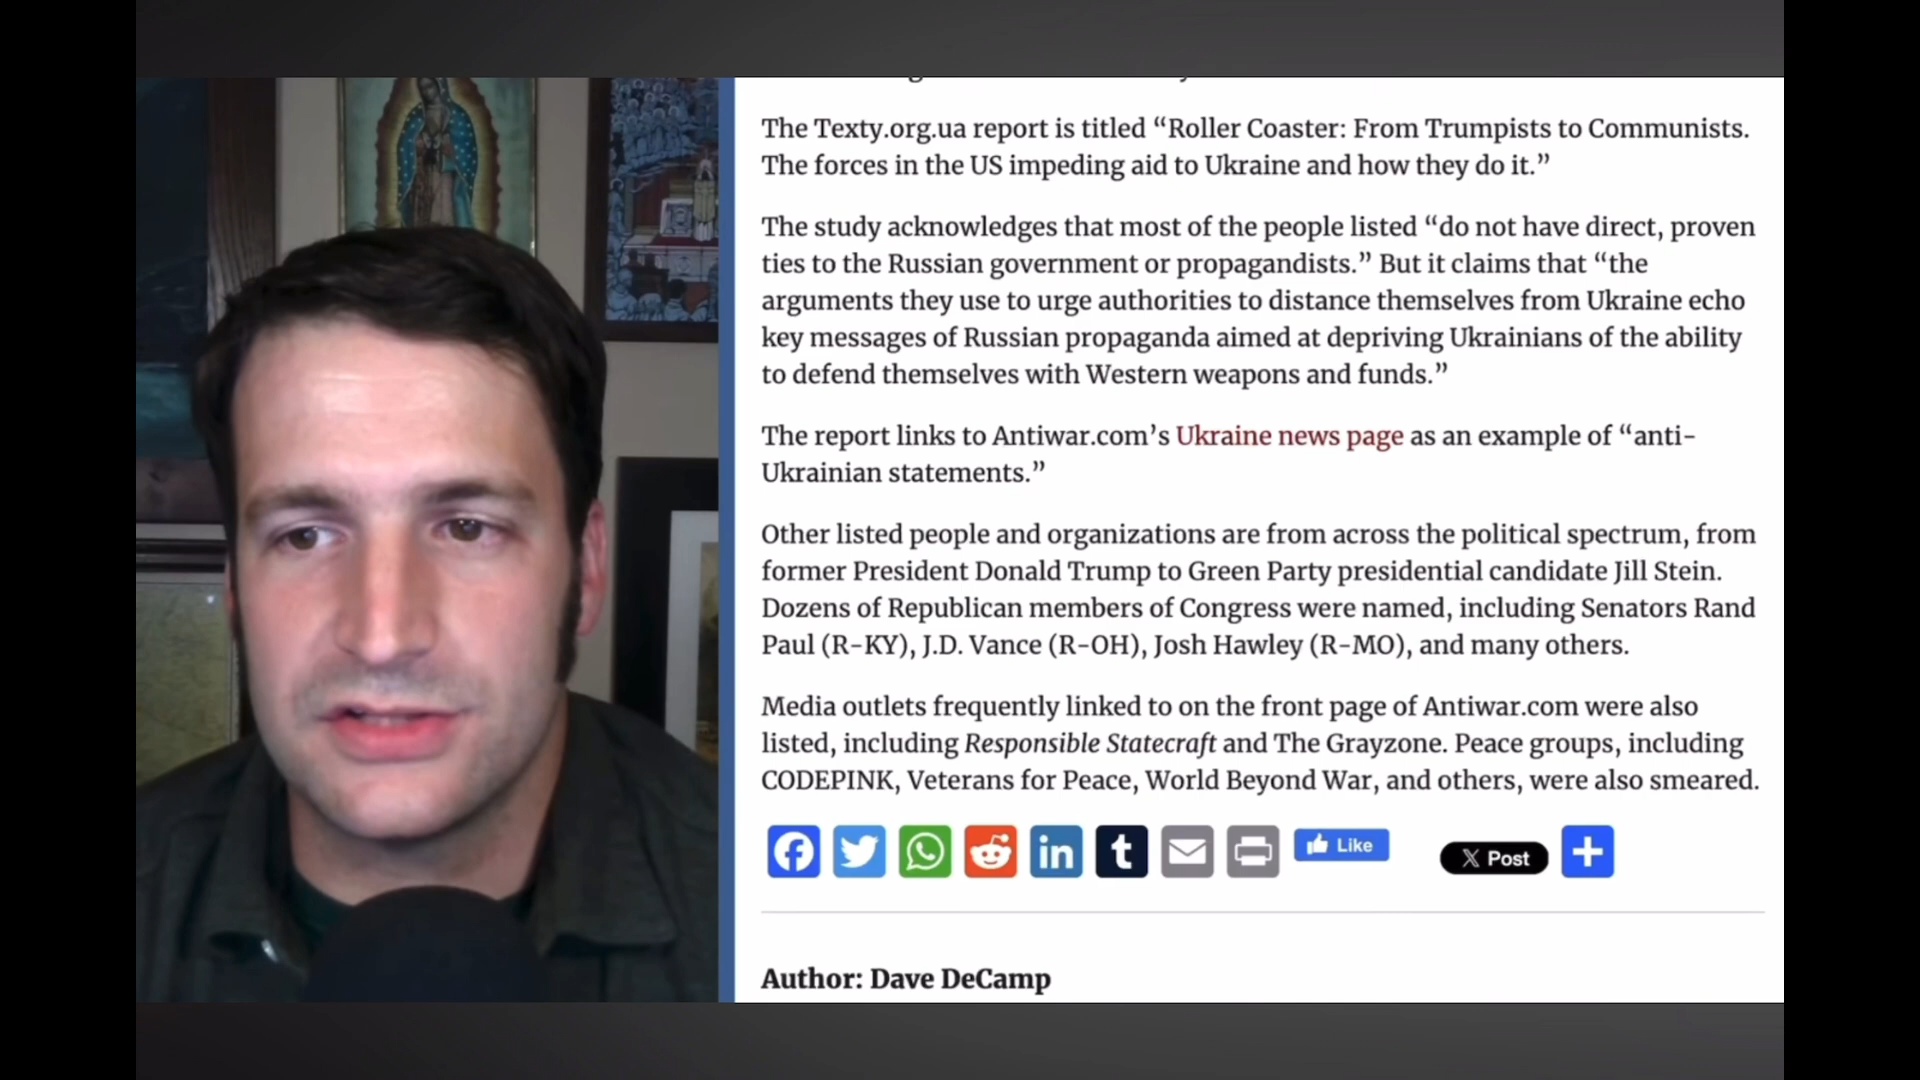 The Texty.org.ua report is titled “Roller Coaster: From Trumpists to Communists.
The forces in the US impeding aid to Ukraine and how they do it.”
The study acknowledges that most of the people listed “do not have direct, proven
ties to the Russian government or propagandists.” But it claims that “the
arguments they use to urge authorities to distance themselves from Ukraine echo
key messages of Russian propaganda aimed at depriving Ukrainians of the ability
to defend themselves with Western weapons and funds.”
The report links to Antiwar.com’s Ukraine news page as an example of “anti-
Ukrainian statements.”
Other listed people and organizations are from across the political spectrum, from
former President Donald Trump to Green Party presidential candidate Jill Stein.
Dozens of Republican members of Congress were named, including Senators Rand
Paul (R-KY), J.D. Vance (R-OH), Josh Hawley (R-MO), and many others.
Media outlets frequently linked to on the front page of Antiwar.com were also
listed, including Responsible Statecraft and The Grayzone. Peace groups, including
CODEPINK, Veterans for Peace, World Beyond War, and others, were also smeared.
Like
X Post
Author: Dave DeCamp